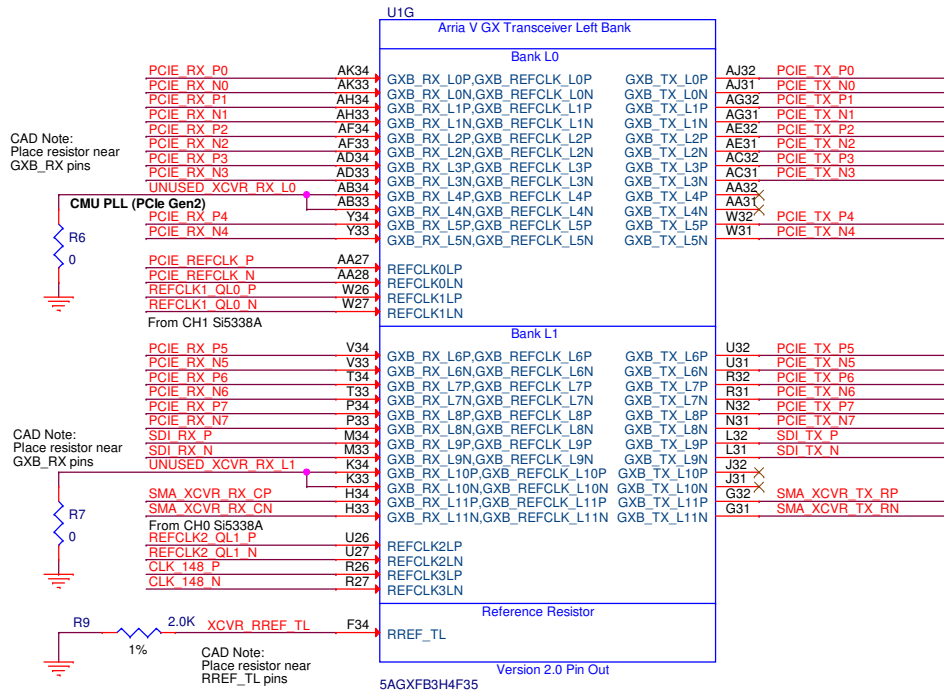 U1G
Arria V GX Transceiver Left Bank
Bank L0
PCIE_RX_P0 AK34 GXB_RX_L0P,GXB_REFCLK_L0P GXB_TX_L0P AJ32 PCIE_TX_P0
PCIE_RX_N0 AK33 GXB_RX_L0N,GXB_REFCLK_L0N GXB_TX_L0N AJ31 PCIE_TX_N0
PCIE_RX_P1 AH34 GXB_RX_L1P,GXB_REFCLK_L1P GXB_TX_L1P AG32 PCIE_TX_P1
PCIE_RX_N1 AH33 GXB_RX_L1N,GXB_REFCLK_L1N GXB_TX_L1N AG31 PCIE_TX_N1
PCIE_RX_P2 AF34 GXB_RX_L2P,GXB_REFCLK_L2P GXB_TX_L2P AE32 PCIE_TX_P2
PCIE_RX_N2 AF33 GXB_RX_L2N,GXB_REFCLK_L2N GXB_TX_L2N AE31 PCIE_TX_N2
PCIE_RX_P3 AD34 GXB_RX_L3P,GXB_REFCLK_L3P GXB_TX_L3P AC32 PCIE_TX_P3
PCIE_RX_N3 AD33 GXB_RX_L3N,GXB_REFCLK_L3N GXB_TX_L3N AC31 PCIE_TX_N3
CAD Note:
Place resistor near
GXB_RX pins
UNUSED_XCVR_RX_L0 AB34 GXB_RX_L4P,GXB_REFCLK_L4P GXB_TX_L4P AA32
CMU PLL (PCIe Gen2) AB33 GXB_RX_L4N,GXB_REFCLK_L4N GXB_TX_L4N AA31
PCIE_RX_P4 Y34 GXB_RX_L5P,GXB_REFCLK_L5P GXB_TX_L5P W32 PCIE_TX_P4
PCIE_RX_N4 Y33 GXB_RX_L5N,GXB_REFCLK_L5N GXB_TX_L5N W31 PCIE_TX_N4
R6
0
PCIE_REFCLK_P AA27 REFCLK0LP
PCIE_REFCLK_N AA28 REFCLK0LN
REFCLK1_QL0_P W26 REFCLK1LP
REFCLK1_QL0_N W27 REFCLK1LN
From CH1 Si5338A
Bank L1
PCIE_RX_P5 V34 GXB_RX_L6P,GXB_REFCLK_L6P GXB_TX_L6P U32 PCIE_TX_P5
PCIE_RX_N5 V33 GXB_RX_L6N,GXB_REFCLK_L6N GXB_TX_L6N U31 PCIE_TX_N5
PCIE_RX_P6 T34 GXB_RX_L7P,GXB_REFCLK_L7P GXB_TX_L7P R32 PCIE_TX_P6
PCIE_RX_N6 T33 GXB_RX_L7N,GXB_REFCLK_L7N GXB_TX_L7N R31 PCIE_TX_N6
PCIE_RX_P7 P34 GXB_RX_L8P,GXB_REFCLK_L8P GXB_TX_L8P N32 PCIE_TX_P7
PCIE_RX_N7 P33 GXB_RX_L8N,GXB_REFCLK_L8N GXB_TX_L8N N31 PCIE_TX_N7
SDI_RX_P M34 GXB_RX_L9P,GXB_REFCLK_L9P GXB_TX_L9P L32 SDI_TX_P
SDI_RX_N M33 GXB_RX_L9N,GXB_REFCLK_L9N GXB_TX_L9N L31 SDI_TX_N
CAD Note:
Place resistor near
GXB_RX pins
UNUSED_XCVR_RX_L1 K34 GXB_RX_L10P,GXB_REFCLK_L10P GXB_TX_L10P J32
K33 GXB_RX_L10N,GXB_REFCLK_L10N GXB_TX_L10N J31
SMA_XCVR_RX_CP H34 GXB_RX_L11P,GXB_REFCLK_L11P GXB_TX_L11P G32 SMA_XCVR_TX_RP
SMA_XCVR_RX_CN H33 GXB_RX_L11N,GXB_REFCLK_L11N GXB_TX_L11N G31 SMA_XCVR_TX_RN
R7
0
From CH0 Si5338A
REFCLK2_QL1_P U26 REFCLK2LP
REFCLK2_QL1_N U27 REFCLK2LN
CLK_148_P R26 REFCLK3LP
CLK_148_N R27 REFCLK3LN
Reference Resistor
R9 2.0K XCVR_RREF_TL F34 RREF_TL
1%
CAD Note:
Place resistor near
RREF_TL pins
Version 2.0 Pin Out
5AGXFB3H4F35